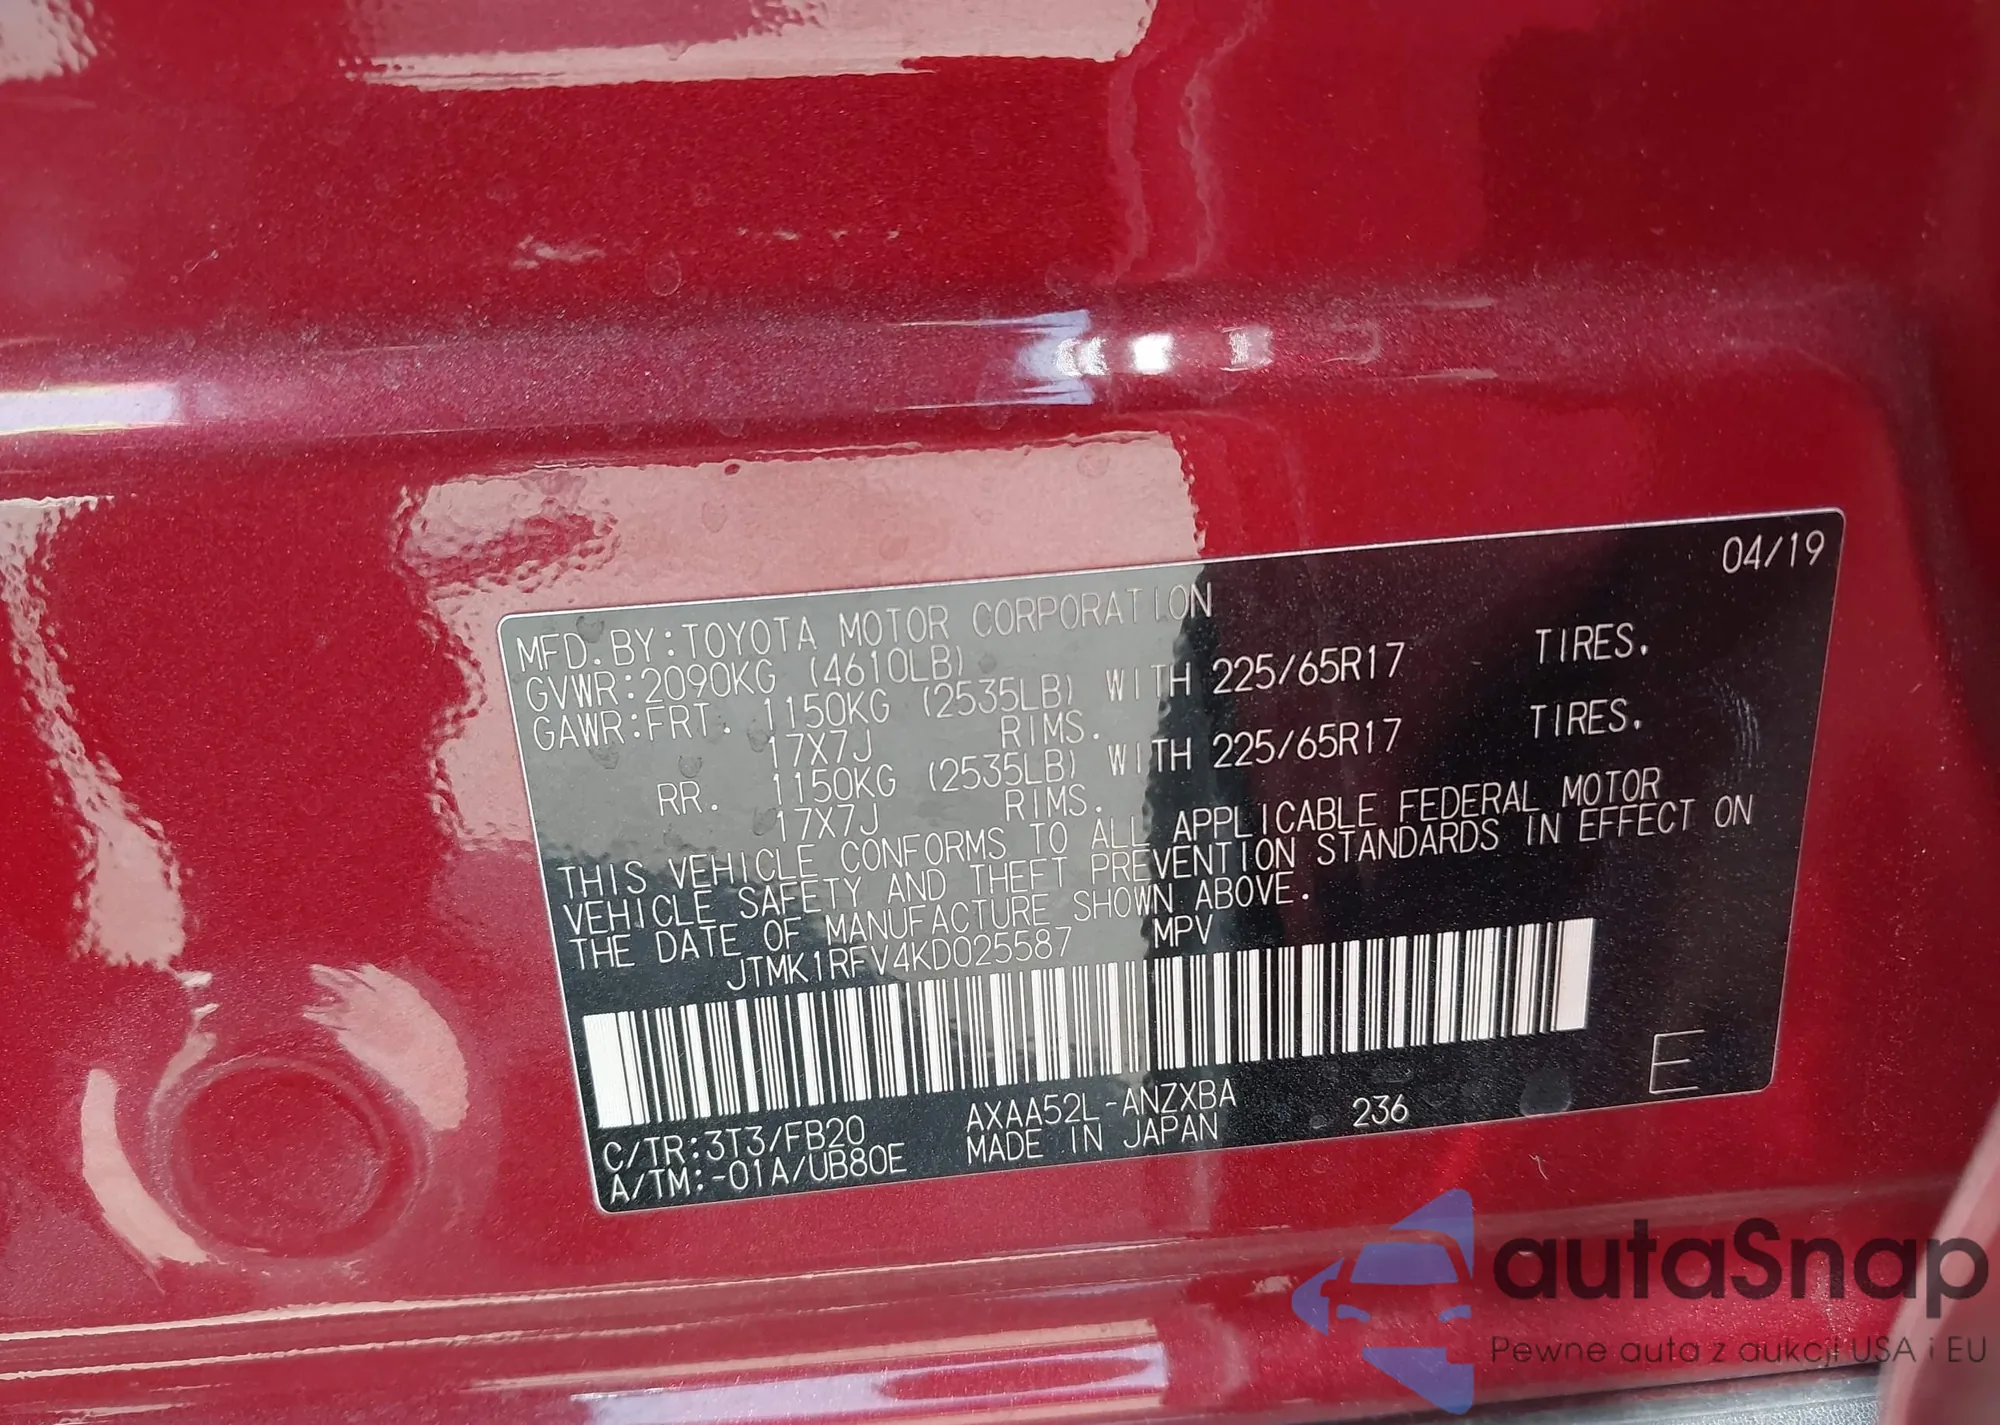 04/19
MFD.BY:TOYOTA MOTOR CORPORATION
GVWR:2090KG (4610LB)
GAWR:FRT. 1150KG (2535LB) WITH 225/65R17 TIRES.
17X7J RIMS.
RR. 1150KG (2535LB) WITH 225/65R17 TIRES.
17X7J RIMS.
THIS VEHICLE CONFORMS TO ALL APPLICABLE FEDERAL MOTOR
VEHICLE SAFETY AND THEFT PREVENTION STANDARDS IN EFFECT ON
THE DATE OF MANUFACTURE SHOWN ABOVE.
JTMK1RFV4KD025587 MPV
E
C/TR:3T3/FB20 AXAA52L-ANZXBA 236
A/TM:-01A/UB80E MADE IN JAPAN
autaSnap
Pewne auta z aukcji USA i EU